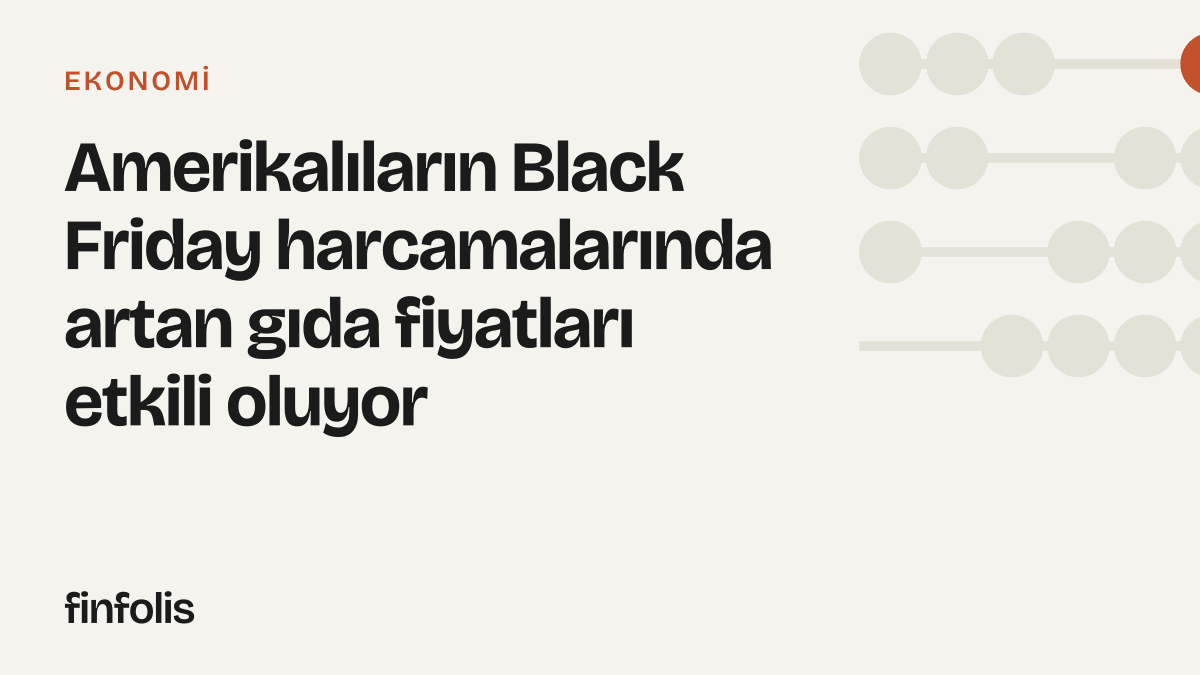 EKONOMİ
Amerikalıların Black
Friday harcamalarında
artan gıda fiyatları
etkili oluyor
finfolis